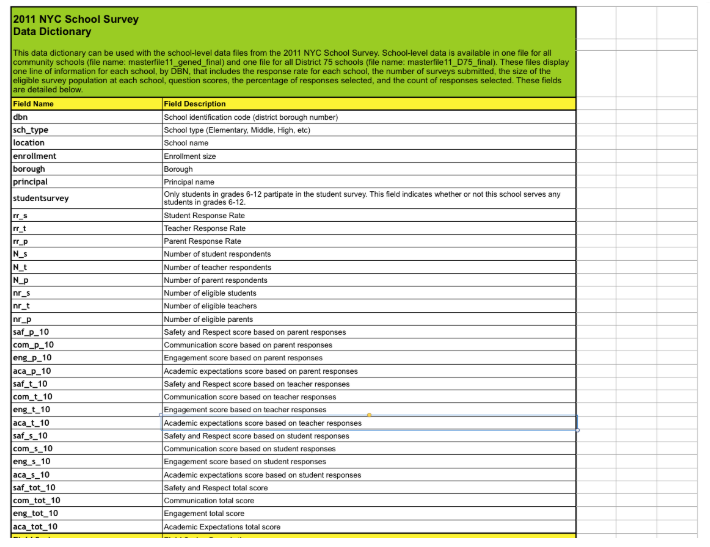 2011 NYC School Survey
Data Dictionary
This data dictionary can be used with the school-level data files from the 2011 NYC School Survey. School-level data is available in one file for all
community schools (file name: masterfile11_gened_final) and one file for all District 75 schools (file name: masterfile11_D75_final). These files display
one line of information for each school, by DBN, that includes the response rate for each school, the number of surveys submitted, the size of the
eligible survey population at each school, question scores, the percentage of responses selected, and the count of responses selected. These fields
are detailed below.
Field Name Field Description
dbn School identification code (district borough number)
sch_type School type (Elementary, Middle, High, etc)
location School name
enrollment Enrollment size
borough Borough
principal Principal name
studentsurvey Only students in grades 6-12 partipate in the student survey. This field indicates whether or not this school serves any
students in grades 6-12.
rr_s Student Response Rate
rr_t Teacher Response Rate
rr_p Parent Response Rate
N_s Number of student respondents
N_t Number of teacher respondents
N_p Number of parent respondents
nr_s Number of eligible students
nr_t Number of eligible teachers
nr_p Number of eligible parents
saf_p_10 Safety and Respect score based on parent responses
com_p_10 Communication score based on parent responses
eng_p_10 Engagement score based on parent responses
aca_p_10 Academic expectations score based on parent responses
saf_t_10 Safety and Respect score based on teacher responses
com_t_10 Communication score based on teacher responses
eng_t_10 Engagement score based on teacher responses
aca_t_10 Academic expectations score based on teacher responses
saf_s_10 Safety and Respect score based on student responses
com_s_10 Communication score based on student responses
eng_s_10 Engagement score based on student responses
aca_s_10 Academic expectations score based on student responses
saf_tot_10 Safety and Respect total score
com_tot_10 Communication total score
eng_tot_10 Engagement total score
aca_tot_10 Academic Expectations total score